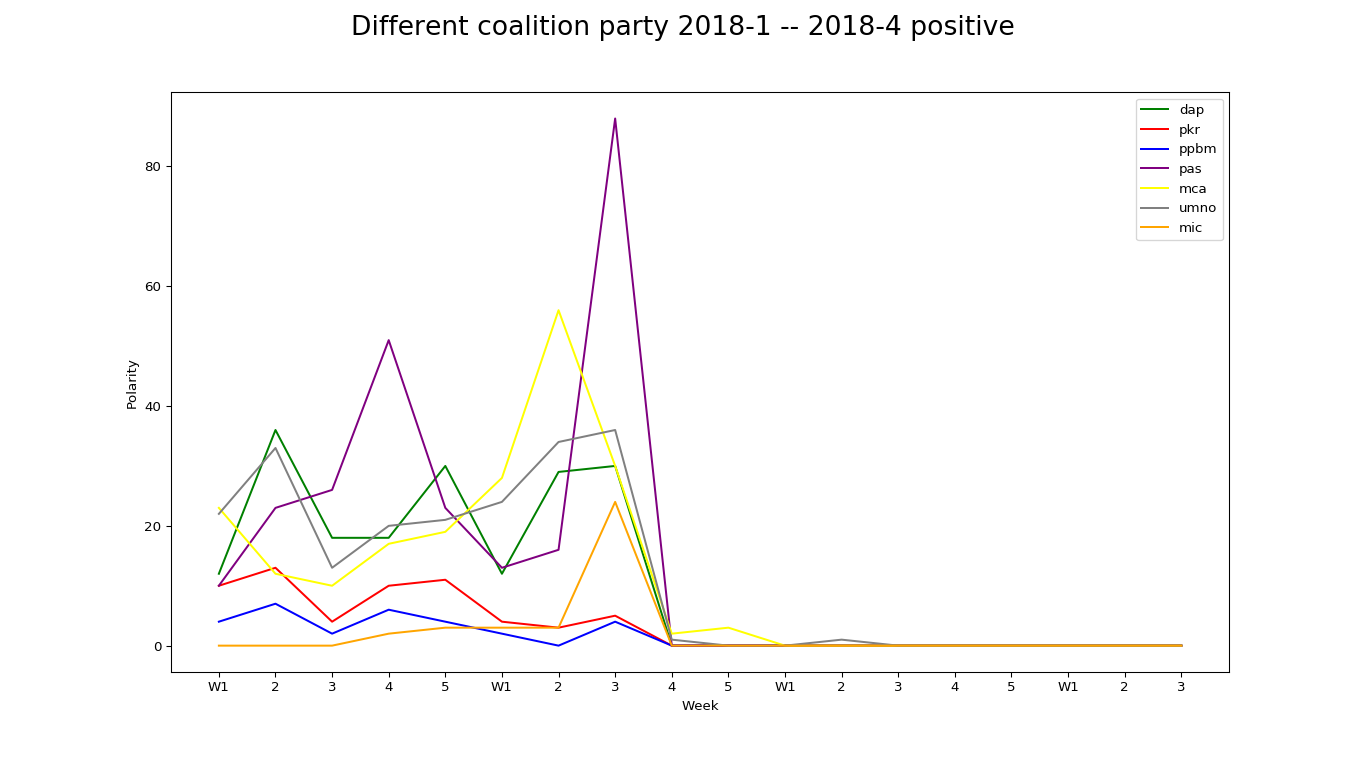 Different coalition party 2018-1 -- 2018-4 positive
dap
pkr
ppbm
pas
mca
umno
mic
80
60
40
20
0
Polarity
W1 2 3 4 5 W1 2 3 4 5 W1 2 3 4 5 W1 2 3
Week